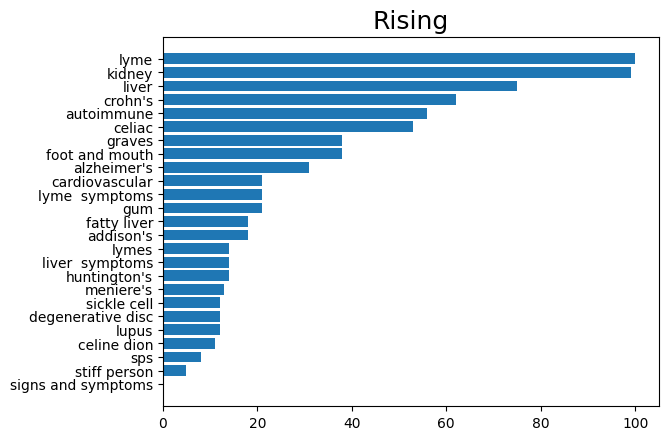 Rising
lyme
kidney
liver
crohn's
autoimmune
celiac
graves
foot and mouth
alzheimer's
cardiovascular
lyme  symptoms
gum
fatty liver
addison's
lymes
liver  symptoms
huntington's
meniere's
sickle cell
degenerative disc
lupus
celine dion
sps
stiff person
signs and symptoms
0 20 40 60 80 100